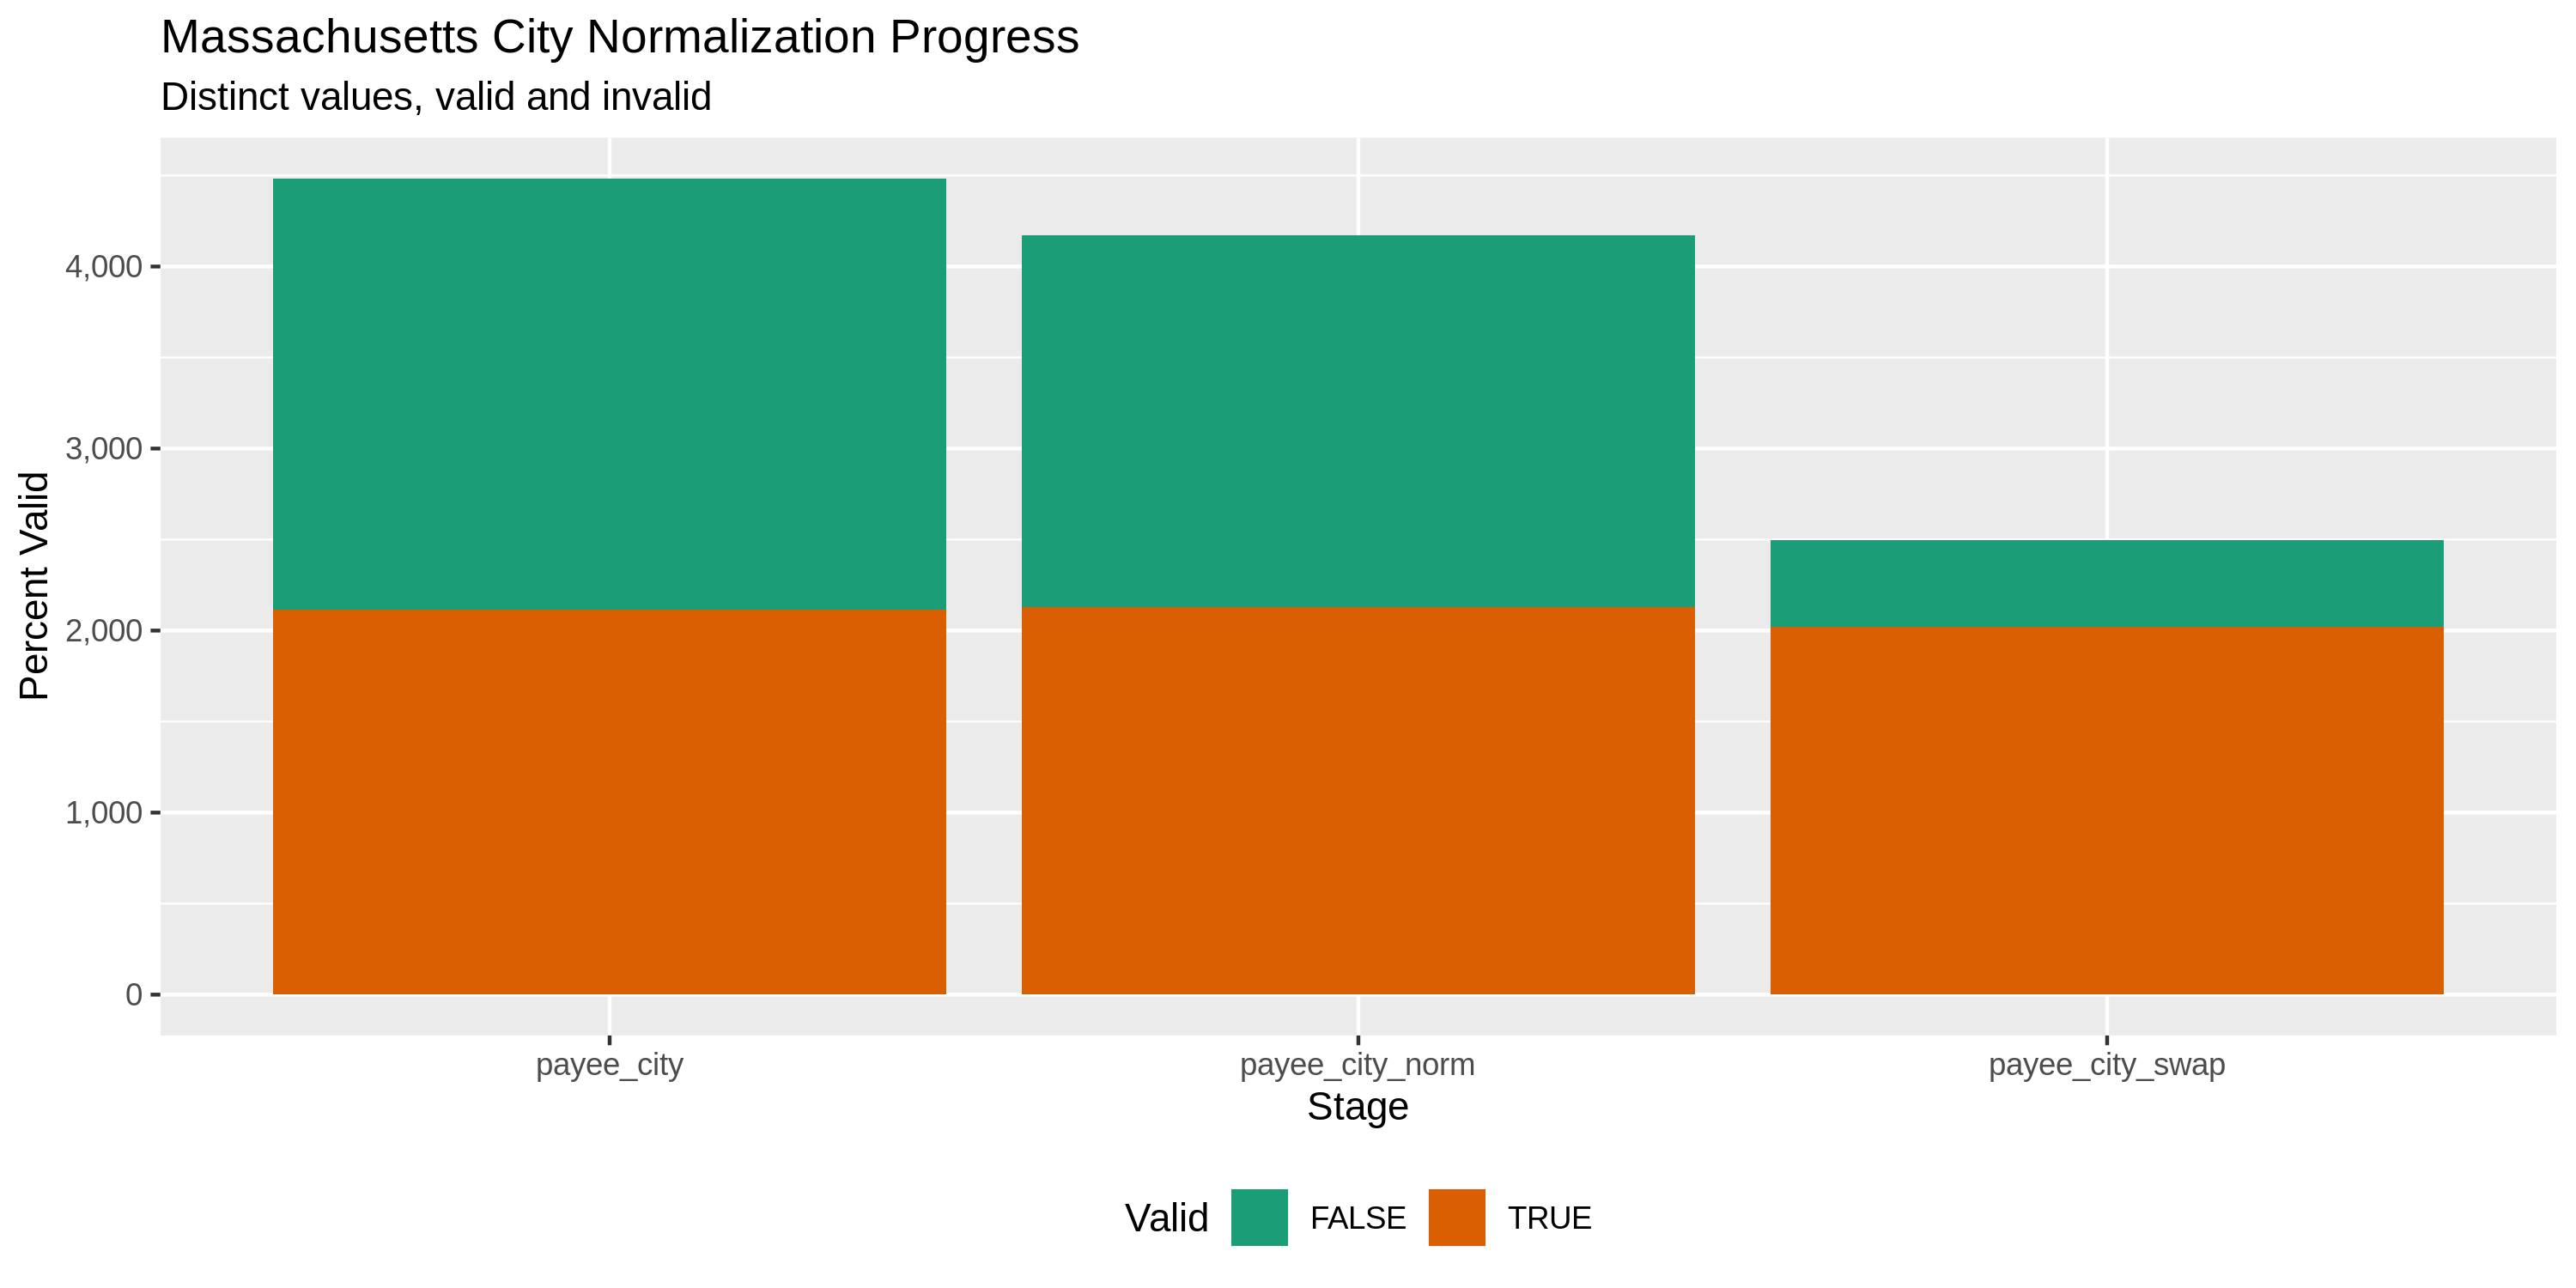 Massachusetts City Normalization Progress
Distinct values, valid and invalid
Percent Valid
4,000
3,000
2,000
1,000
0
payee_city payee_city_norm payee_city_swap
Stage
Valid FALSE TRUE